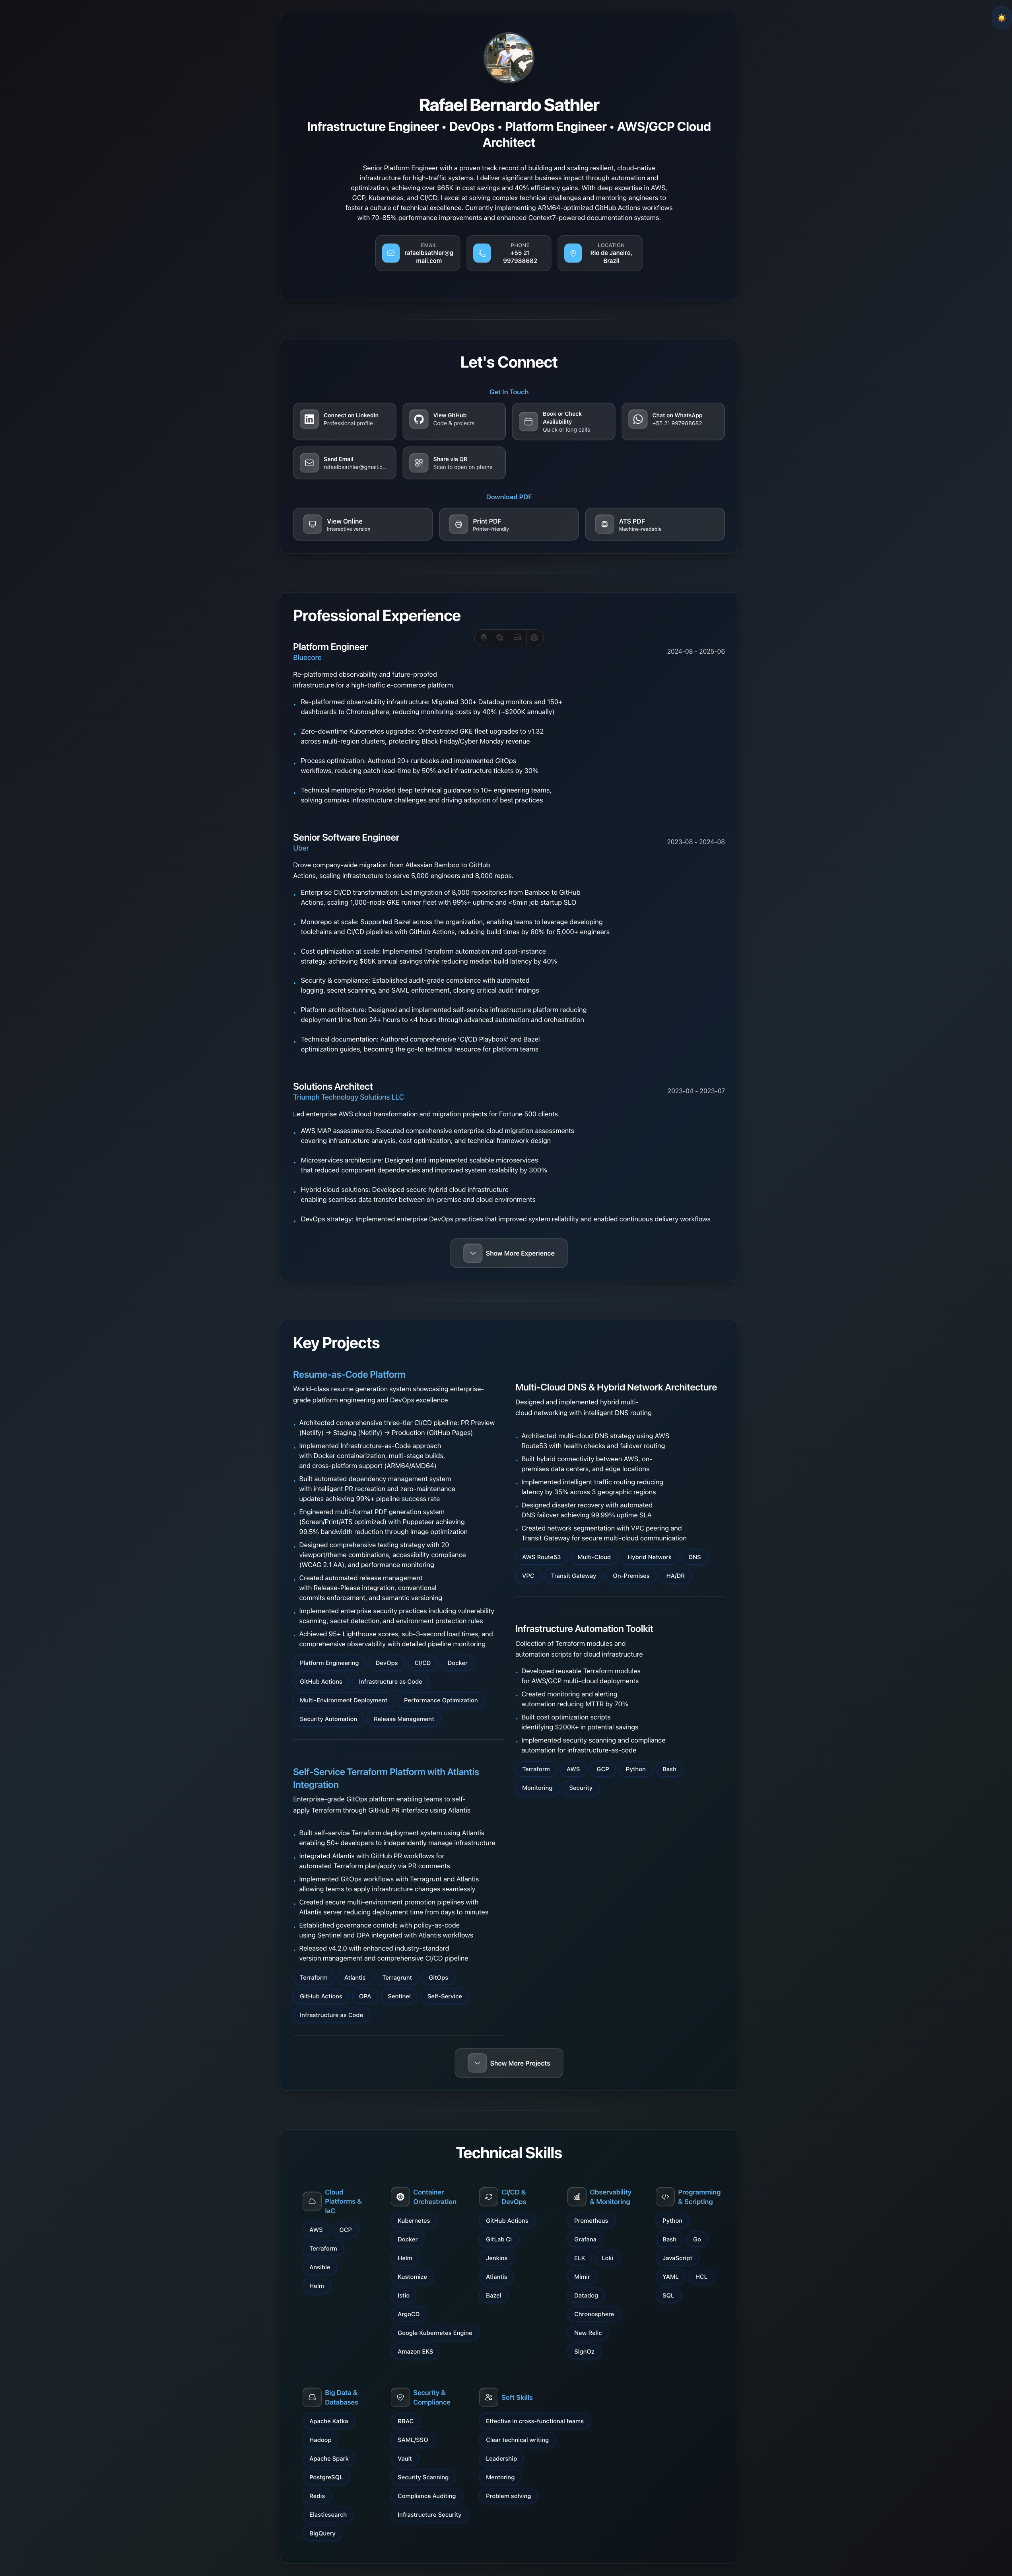 Rafael Bernardo Sathler
Infrastructure Engineer • DevOps • Platform Engineer • AWS/GCP Cloud
Architect
Senior Platform Engineer with a proven track record of building and scaling resilient, cloud-native
infrastructure for high-traffic systems. I deliver significant business impact through automation and
optimization, achieving over $65K in cost savings and 40% efficiency gains. With deep expertise in AWS,
GCP, Kubernetes, and CI/CD, I excel at solving complex technical challenges and mentoring engineers to
foster a culture of technical excellence. Currently implementing ARM64-optimized GitHub Actions workflows
with 70-85% performance improvements and enhanced Context7-powered documentation systems.
EMAIL
rafaelbsathler@g
mail.com
PHONE
+55 21
997988682
LOCATION
Rio de Janeiro,
Brazil
Let's Connect
Get In Touch
Connect on LinkedIn
Professional profile
View GitHub
Code & projects
Book or Check
Availability
Quick or long calls
Chat on WhatsApp
+55 21 997988682
Send Email
rafaelbsathler@gmail.c...
Share via QR
Scan to open on phone
Download PDF
View Online
Interactive version
Print PDF
Printer-friendly
ATS PDF
Machine-readable
Professional Experience
Platform Engineer
2024-08 - 2025-06
Bluecore
Re-platformed observability and future-proofed
infrastructure for a high-traffic e-commerce platform.
Re-platformed observability infrastructure: Migrated 300+ Datadog monitors and 150+
dashboards to Chronosphere, reducing monitoring costs by 40% (~$200K annually)
Zero-downtime Kubernetes upgrades: Orchestrated GKE fleet upgrades to v1.32
across multi-region clusters, protecting Black Friday/Cyber Monday revenue
Process optimization: Authored 20+ runbooks and implemented GitOps
workflows, reducing patch lead-time by 50% and infrastructure tickets by 30%
Technical mentorship: Provided deep technical guidance to 10+ engineering teams,
solving complex infrastructure challenges and driving adoption of best practices
Senior Software Engineer
2023-08 - 2024-08
Uber
Drove company-wide migration from Atlassian Bamboo to GitHub
Actions, scaling infrastructure to serve 5,000 engineers and 8,000 repos.
Enterprise CI/CD transformation: Led migration of 8,000 repositories from Bamboo to GitHub
Actions, scaling 1,000-node GKE runner fleet with 99%+ uptime and <5min job startup SLO
Monorepo at scale: Supported Bazel across the organization, enabling teams to leverage developing
toolchains and CI/CD pipelines with GitHub Actions, reducing build times by 60% for 5,000+ engineers
Cost optimization at scale: Implemented Terraform automation and spot-instance
strategy, achieving $65K annual savings while reducing median build latency by 40%
Security & compliance: Established audit-grade compliance with automated
logging, secret scanning, and SAML enforcement, closing critical audit findings
Platform architecture: Designed and implemented self-service infrastructure platform reducing
deployment time from 24+ hours to <4 hours through advanced automation and orchestration
Technical documentation: Authored comprehensive 'CI/CD Playbook' and Bazel
optimization guides, becoming the go-to technical resource for platform teams
Solutions Architect
2023-04 - 2023-07
Triumph Technology Solutions LLC
Led enterprise AWS cloud transformation and migration projects for Fortune 500 clients.
AWS MAP assessments: Executed comprehensive enterprise cloud migration assessments
covering infrastructure analysis, cost optimization, and technical framework design
Microservices architecture: Designed and implemented scalable microservices
that reduced component dependencies and improved system scalability by 300%
Hybrid cloud solutions: Developed secure hybrid cloud infrastructure
enabling seamless data transfer between on-premise and cloud environments
DevOps strategy: Implemented enterprise DevOps practices that improved system reliability and enabled continuous delivery workflows
Show More Experience
Key Projects
Resume-as-Code Platform
World-class resume generation system showcasing enterprise-
grade platform engineering and DevOps excellence
Architected comprehensive three-tier CI/CD pipeline: PR Preview
(Netlify) → Staging (Netlify) → Production (GitHub Pages)
Implemented Infrastructure-as-Code approach
with Docker containerization, multi-stage builds,
and cross-platform support (ARM64/AMD64)
Built automated dependency management system
with intelligent PR recreation and zero-maintenance
updates achieving 99%+ pipeline success rate
Engineered multi-format PDF generation system
(Screen/Print/ATS optimized) with Puppeteer achieving
99.5% bandwidth reduction through image optimization
Designed comprehensive testing strategy with 20
viewport/theme combinations, accessibility compliance
(WCAG 2.1 AA), and performance monitoring
Created automated release management
with Release-Please integration, conventional
commits enforcement, and semantic versioning
Implemented enterprise security practices including vulnerability
scanning, secret detection, and environment protection rules
Achieved 95+ Lighthouse scores, sub-3-second load times, and
comprehensive observability with detailed pipeline monitoring
Platform Engineering DevOps CI/CD Docker
GitHub Actions Infrastructure as Code
Multi-Environment Deployment Performance Optimization
Security Automation Release Management
Self-Service Terraform Platform with Atlantis
Integration
Enterprise-grade GitOps platform enabling teams to self-
apply Terraform through GitHub PR interface using Atlantis
Built self-service Terraform deployment system using Atlantis
enabling 50+ developers to independently manage infrastructure
Integrated Atlantis with GitHub PR workflows for
automated Terraform plan/apply via PR comments
Implemented GitOps workflows with Terragrunt and Atlantis
allowing teams to apply infrastructure changes seamlessly
Created secure multi-environment promotion pipelines with
Atlantis server reducing deployment time from days to minutes
Established governance controls with policy-as-code
using Sentinel and OPA integrated with Atlantis workflows
Released v4.2.0 with enhanced industry-standard
version management and comprehensive CI/CD pipeline
Terraform Atlantis Terragrunt GitOps
GitHub Actions OPA Sentinel Self-Service
Infrastructure as Code
Multi-Cloud DNS & Hybrid Network Architecture
Designed and implemented hybrid multi-
cloud networking with intelligent DNS routing
Architected multi-cloud DNS strategy using AWS
Route53 with health checks and failover routing
Built hybrid connectivity between AWS, on-
premises data centers, and edge locations
Implemented intelligent traffic routing reducing
latency by 35% across 3 geographic regions
Designed disaster recovery with automated
DNS failover achieving 99.99% uptime SLA
Created network segmentation with VPC peering and
Transit Gateway for secure multi-cloud communication
AWS Route53 Multi-Cloud Hybrid Network DNS
VPC Transit Gateway On-Premises HA/DR
Infrastructure Automation Toolkit
Collection of Terraform modules and
automation scripts for cloud infrastructure
Developed reusable Terraform modules
for AWS/GCP multi-cloud deployments
Created monitoring and alerting
automation reducing MTTR by 70%
Built cost optimization scripts
identifying $200K+ in potential savings
Implemented security scanning and compliance
automation for infrastructure-as-code
Terraform AWS GCP Python Bash
Monitoring Security
Show More Projects
Technical Skills
Cloud
Platforms &
IaC
AWS GCP
Terraform
Ansible
Helm
Container
Orchestration
Kubernetes
Docker
Helm
Kustomize
Istio
ArgoCD
Google Kubernetes Engine
Amazon EKS
CI/CD &
DevOps
GitHub Actions
GitLab CI
Jenkins
Atlantis
Bazel
Observability
& Monitoring
Prometheus
Grafana
ELK Loki
Mimir
Datadog
Chronosphere
New Relic
SignOz
Programming
& Scripting
Python
Bash Go
JavaScript
YAML HCL
SQL
Big Data &
Databases
Apache Kafka
Hadoop
Apache Spark
PostgreSQL
Redis
Elasticsearch
BigQuery
Security &
Compliance
RBAC
SAML/SSO
Vault
Security Scanning
Compliance Auditing
Infrastructure Security
Soft Skills
Effective in cross-functional teams
Clear technical writing
Leadership
Mentoring
Problem solving